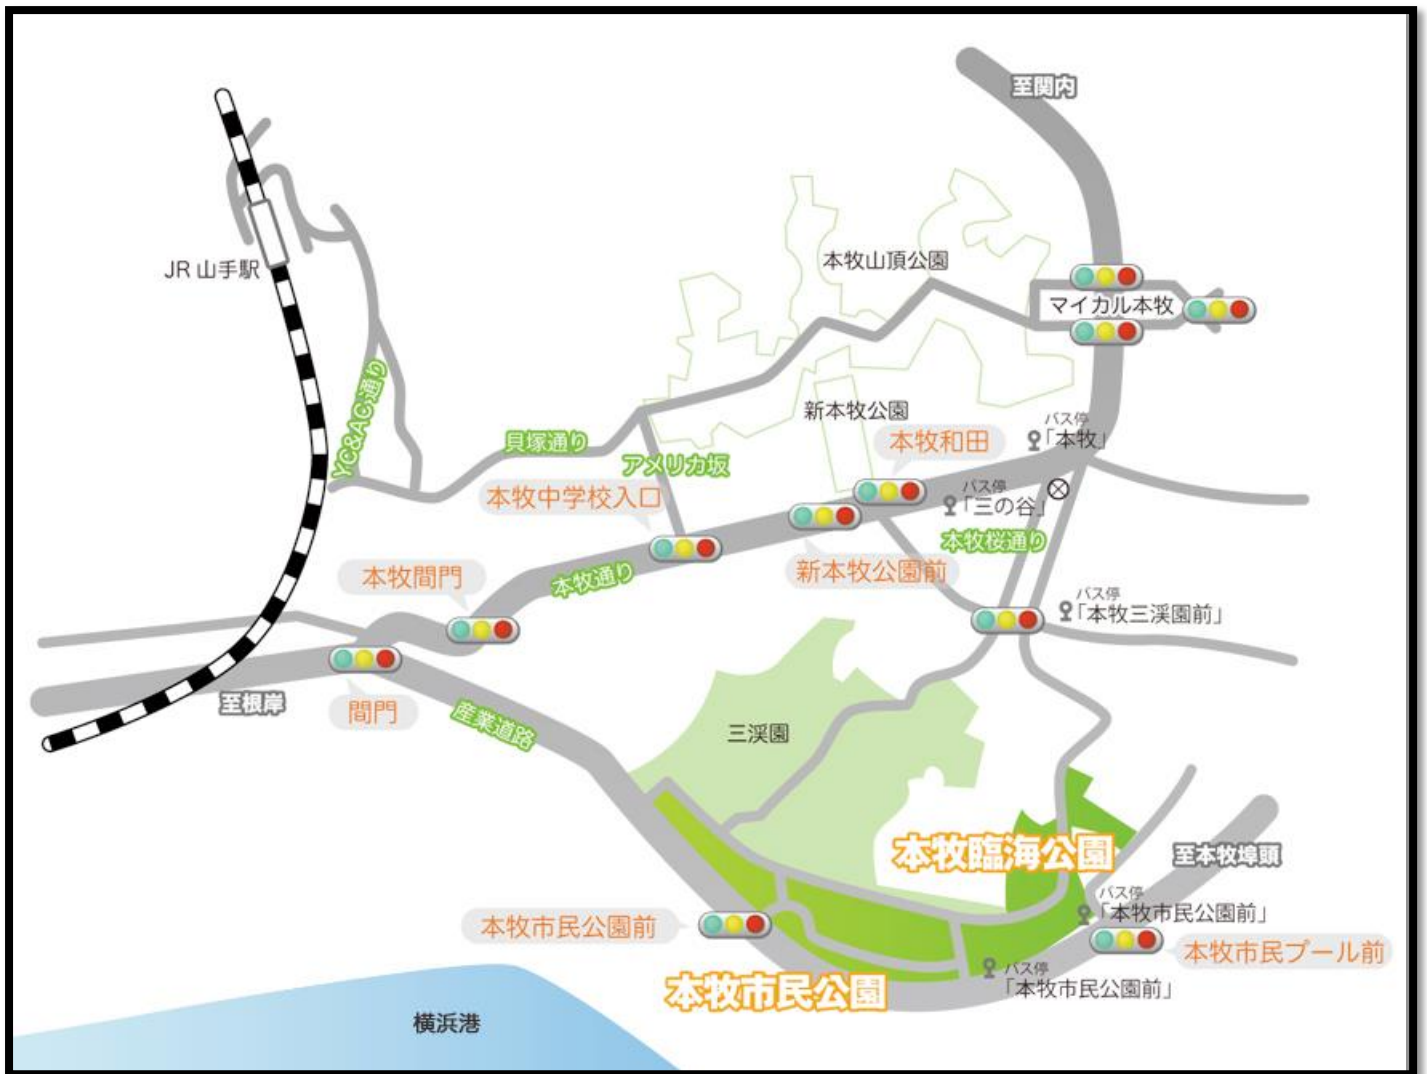 至関内
JR 山手駅
本牧山頂公園
マイカル本牧
YC&AC通り
新本牧公園
バス停
「本牧」
貝塚通り
本牧和田
アメリカ坂
本牧中学校入口
バス停
「三の谷」
本牧桜通り
新本牧公園前
本牧間門
本牧通り
バス停
「本牧三渓園前」
至根岸
間門
産業道路
三渓園
本牧臨海公園
至本牧埠頭
バス停
「本牧市民公園前」
本牧市民公園前
本牧市民プール前
バス停
「本牧市民公園前」
本牧市民公園
横浜港